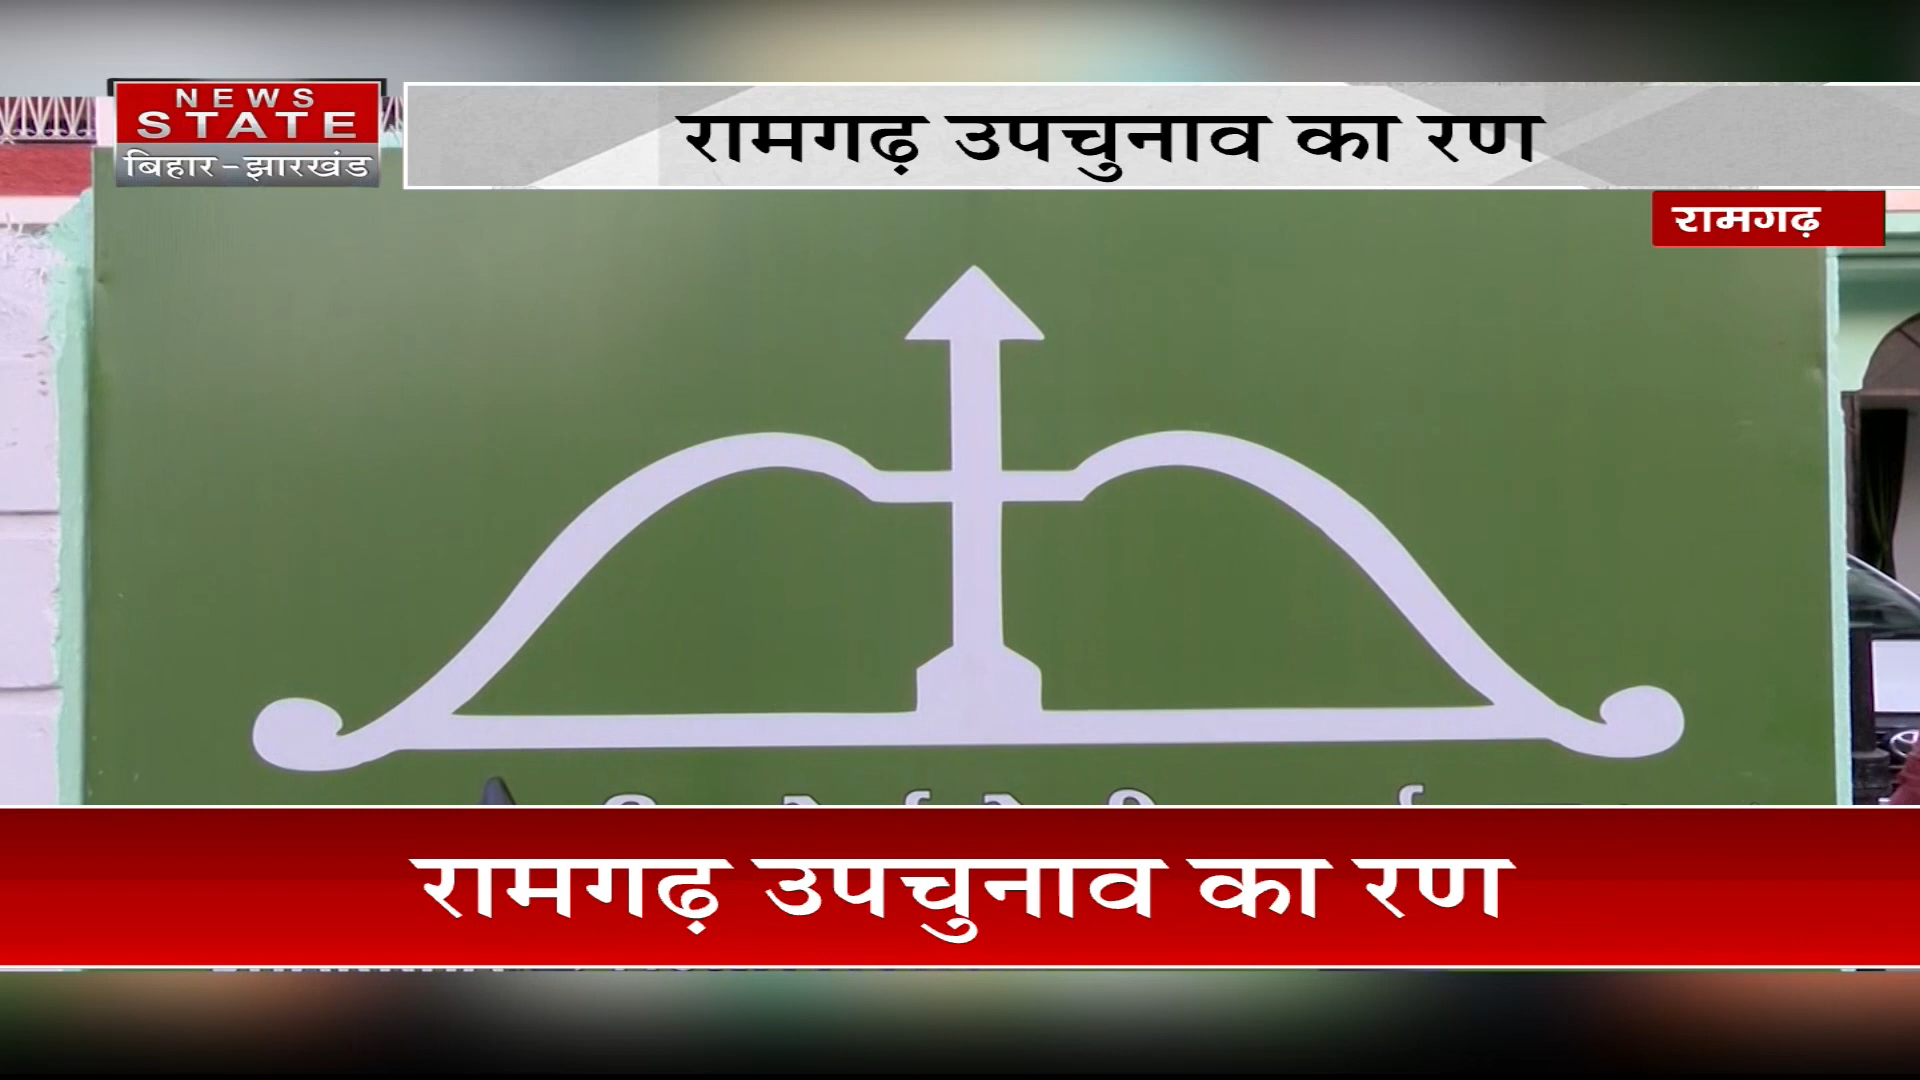 NEWS
STATE
बिहार-झारखंड
रामगढ़ उपचुनाव का रण
रामगढ़
रामगढ़ उपचुनाव का रण